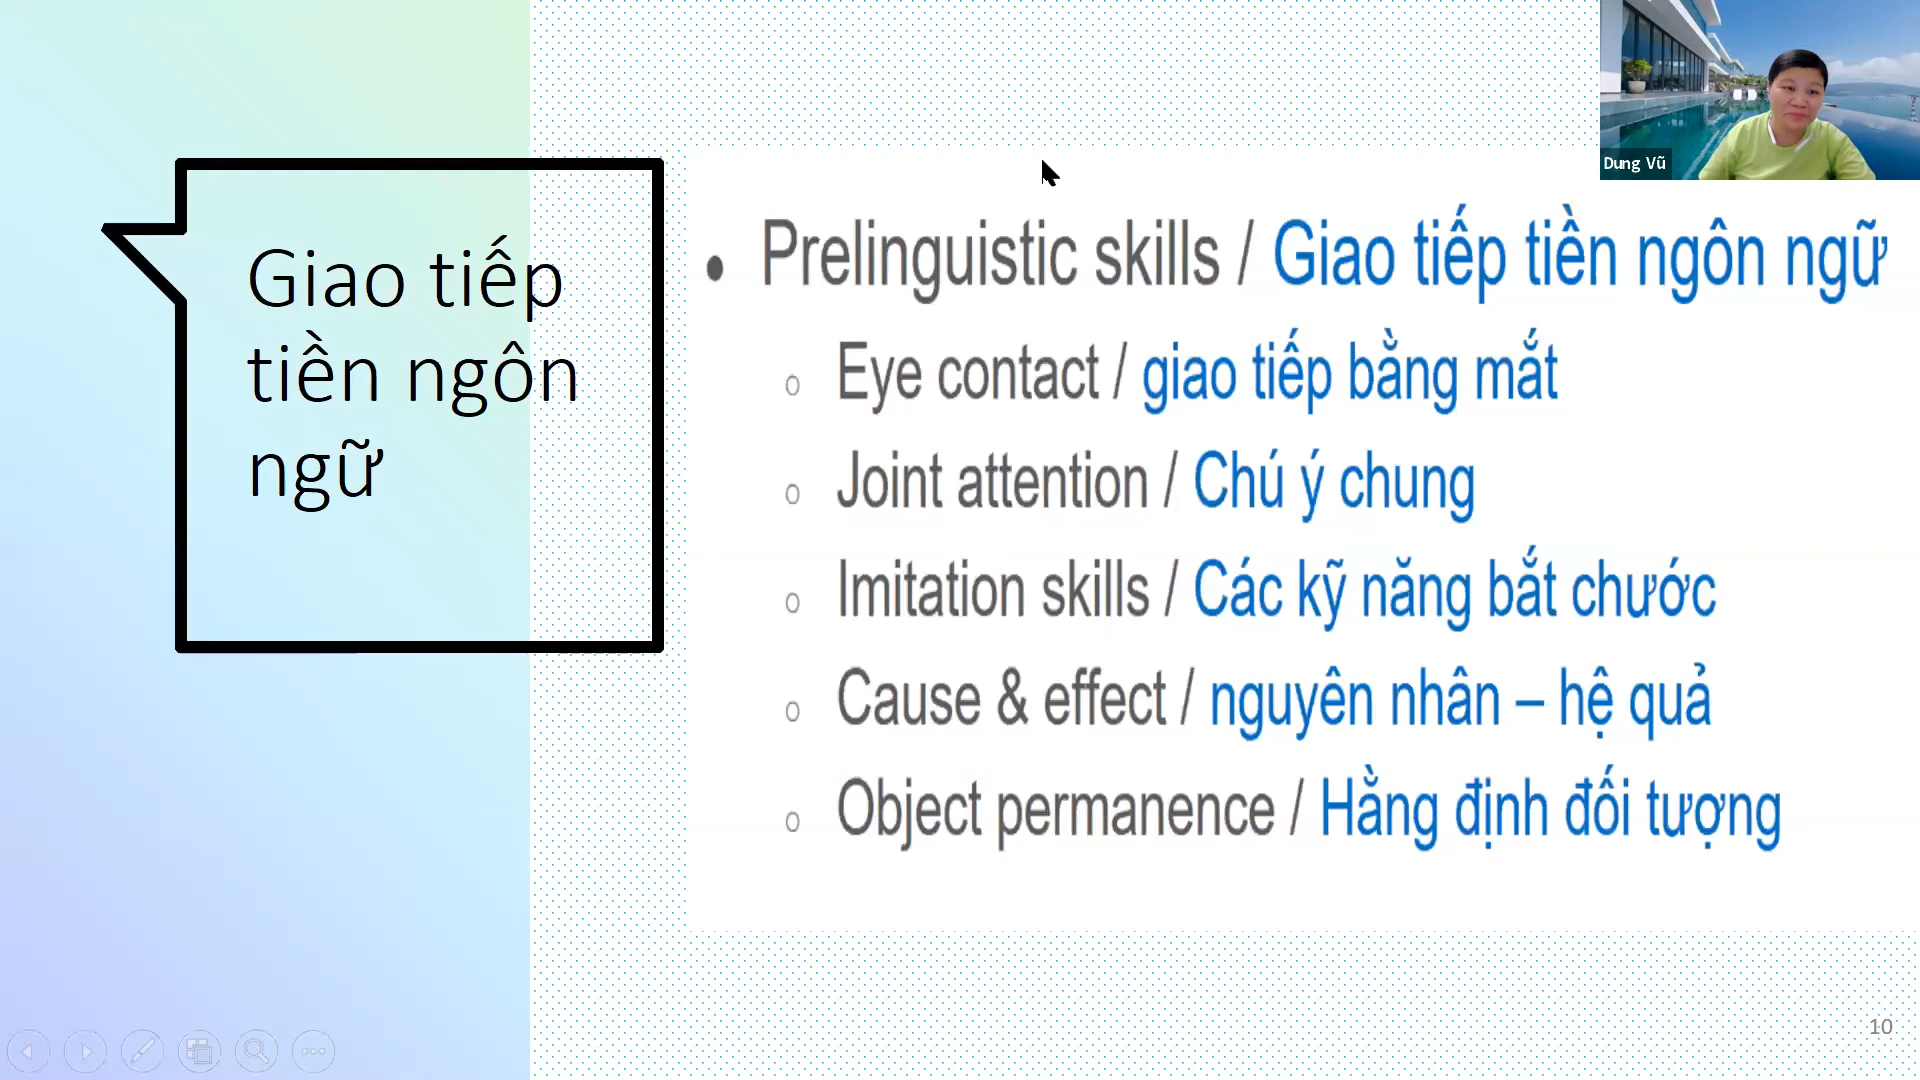 Dung Vũ
Giao tiếp
tiền ngôn
ngữ
• Prelinguistic skills / Giao tiếp tiền ngôn ngữ
o Eye contact / giao tiếp bằng mắt
o Joint attention / Chú ý chung
o Imitation skills / Các kỹ năng bắt chước
o Cause & effect / nguyên nhân – hệ quả
o Object permanence / Hằng định đối tượng
10